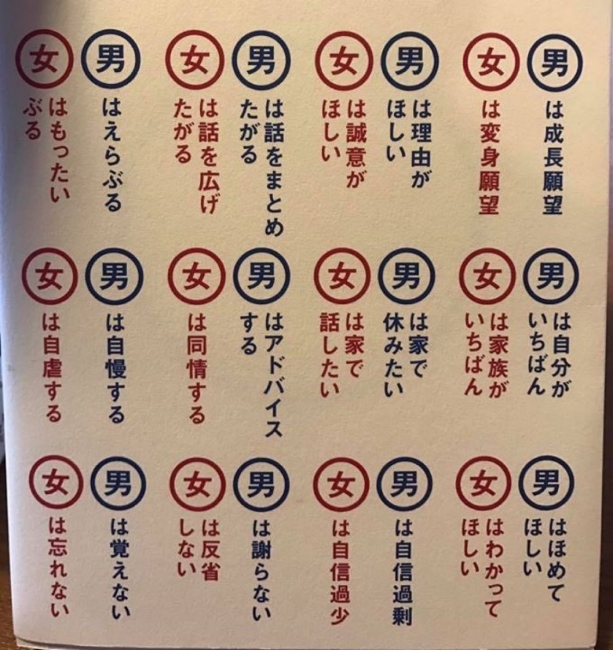 男は成長願望
女は変身願望
男は理由が
ほしい
女は誠意が
ほしい
男は話をまとめ
たがる
女は話を広げ
たがる
男はえらぶる
女はもったい
ぶる
男は自分が
いちばん
女は家族が
いちばん
男は家で
休みたい
女は家で
話したい
男はアドバイス
する
女は同情する
男は自慢する
女は自虐する
男はほめて
ほしい
女はわかって
ほしい
男は自信過剰
女は自信過少
男は謝らない
女は反省
しない
男は覚えない
女は忘れない